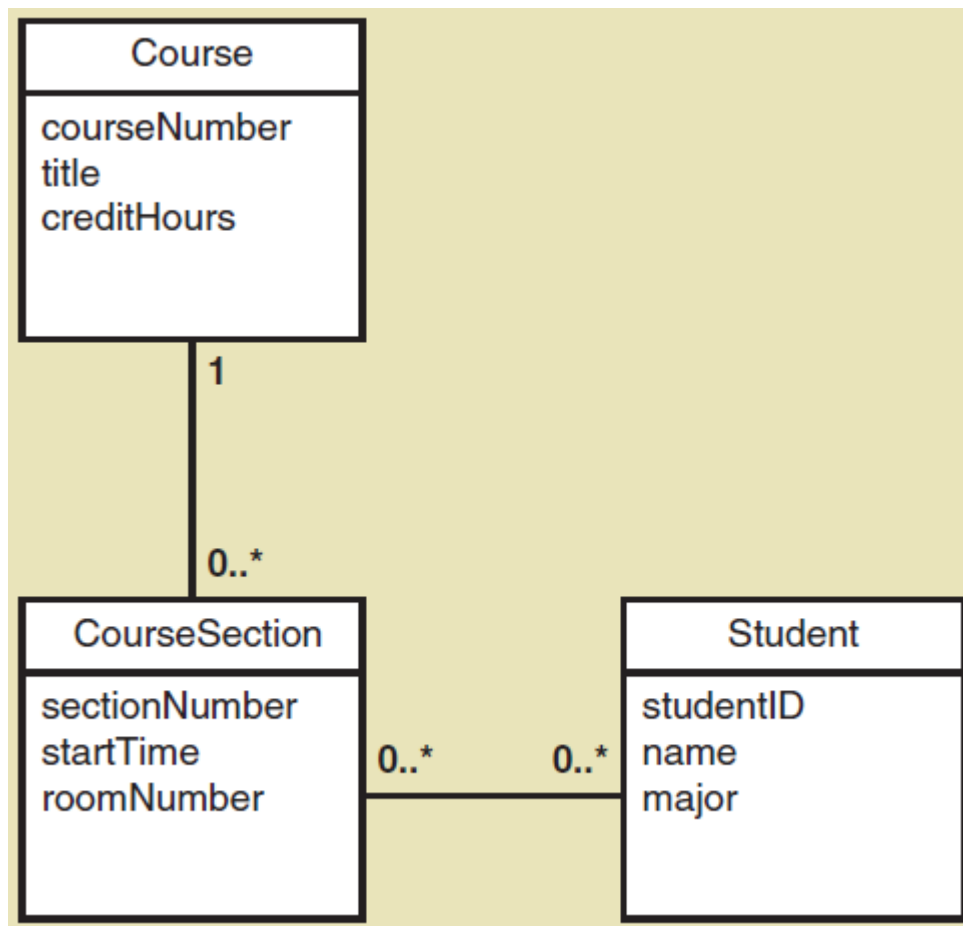 Course
courseNumber
title
creditHours
1
0..*
CourseSection
sectionNumber
startTime
roomNumber
0..*
0..*
Student
studentID
name
major